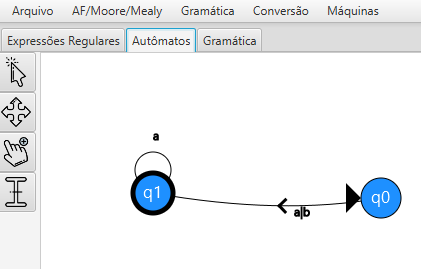 Arquivo AF/Moore/Mealy Gramática Conversão Máquinas
Expressões Regulares Autômatos Gramática
a
q1
q0
a|b